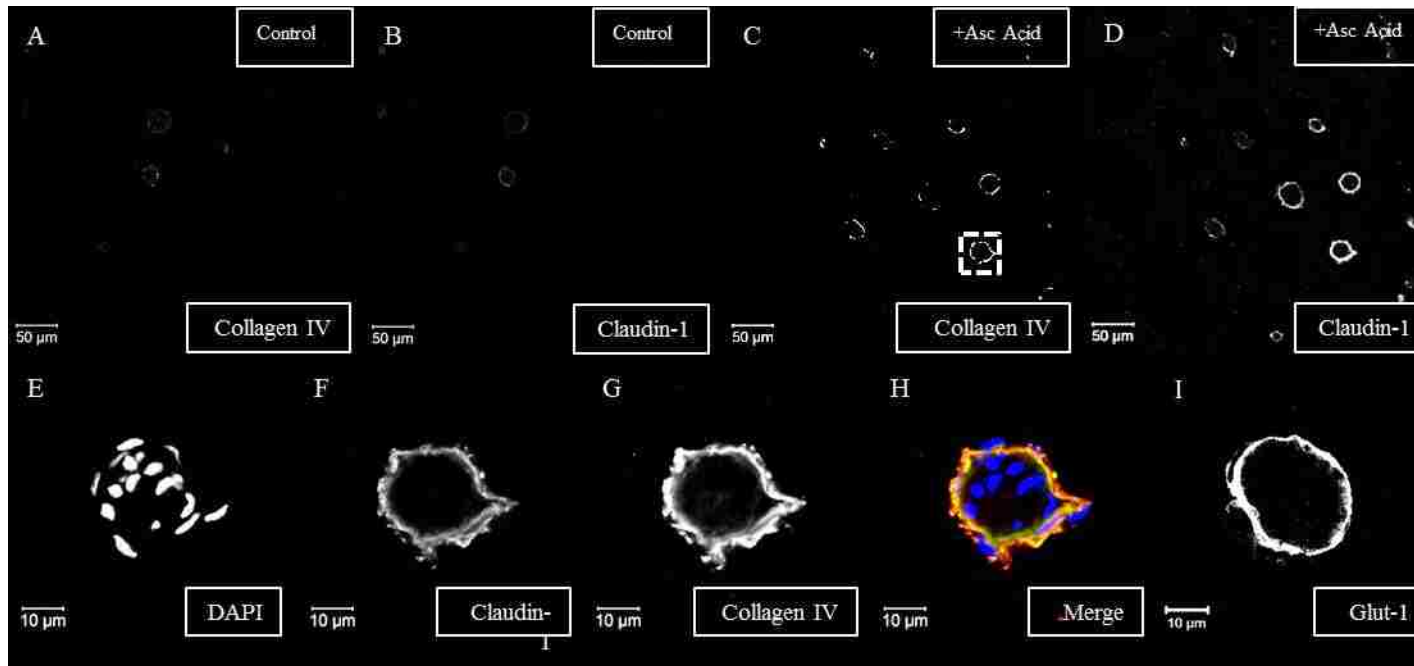 A
Control
B
Control
C
+Asc Acid
D
+Asc Acid
50 µm
Collagen IV
50 µm
Claudin-1
50 µm
Collagen IV
50 µm
Claudin-1
E
F
G
H
I
10 µm
DAPI
10 µm
Claudin-
1
10 µm
Collagen IV
10 µm
Merge
10 µm
Glut-1